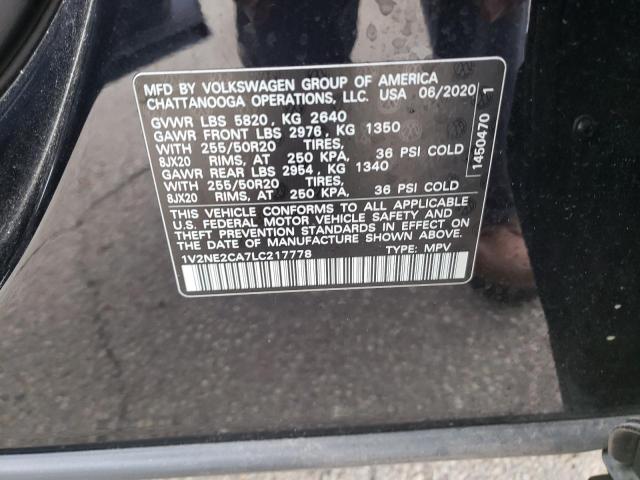 MFD BY VOLKSWAGEN GROUP OF AMERICA
CHATTANOOGA OPERATIONS, LLC. USA 06/2020
GVWR LBS 5820, KG 2640
GAWR FRONT LBS 2976, KG 1350
WITH 255/50R20 TIRES,
8JX20 RIMS, AT 250 KPA, 36 PSI COLD
GAWR REAR LBS 2954, KG 1340
WITH 255/50R20 TIRES,
8JX20 RIMS, AT 250 KPA, 36 PSI COLD
THIS VEHICLE CONFORMS TO ALL APPLICABLE
U.S. FEDERAL MOTOR VEHICLE SAFETY AND
THEFT PREVENTION STANDARDS IN EFFECT ON
THE DATE OF MANUFACTURE SHOWN ABOVE.
1V2NE2CA7LC217778 TYPE: MPV
1450470 1